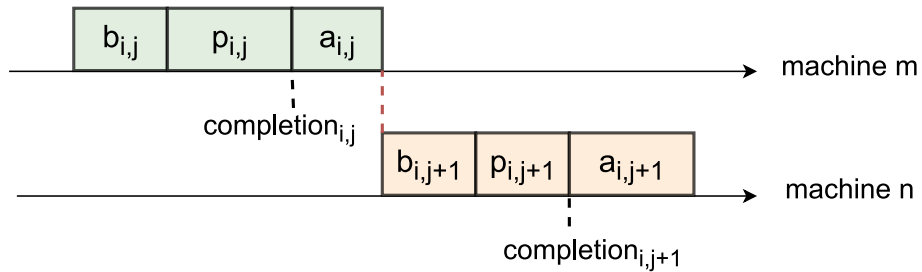 b_{i,j} p_{i,j} a_{i,j}
machine m
completion_{i,j}
b_{i,j+1} p_{i,j+1} a_{i,j+1}
machine n
completion_{i,j+1}